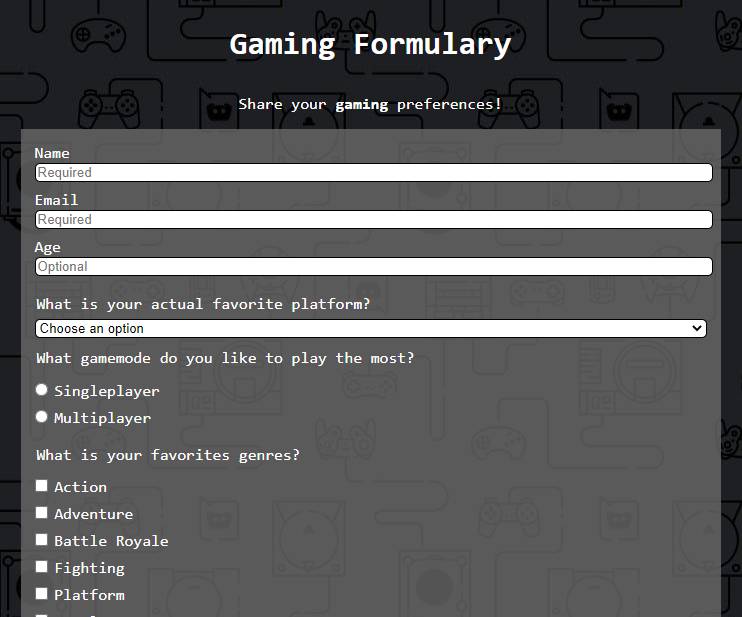 Gaming Formulary
Share your gaming preferences!
Name
Required
Email
Required
Age
Optional
What is your actual favorite platform?
Choose an option
What gamemode do you like to play the most?
Singleplayer
Multiplayer
What is your favorites genres?
Action
Adventure
Battle Royale
Fighting
Platform